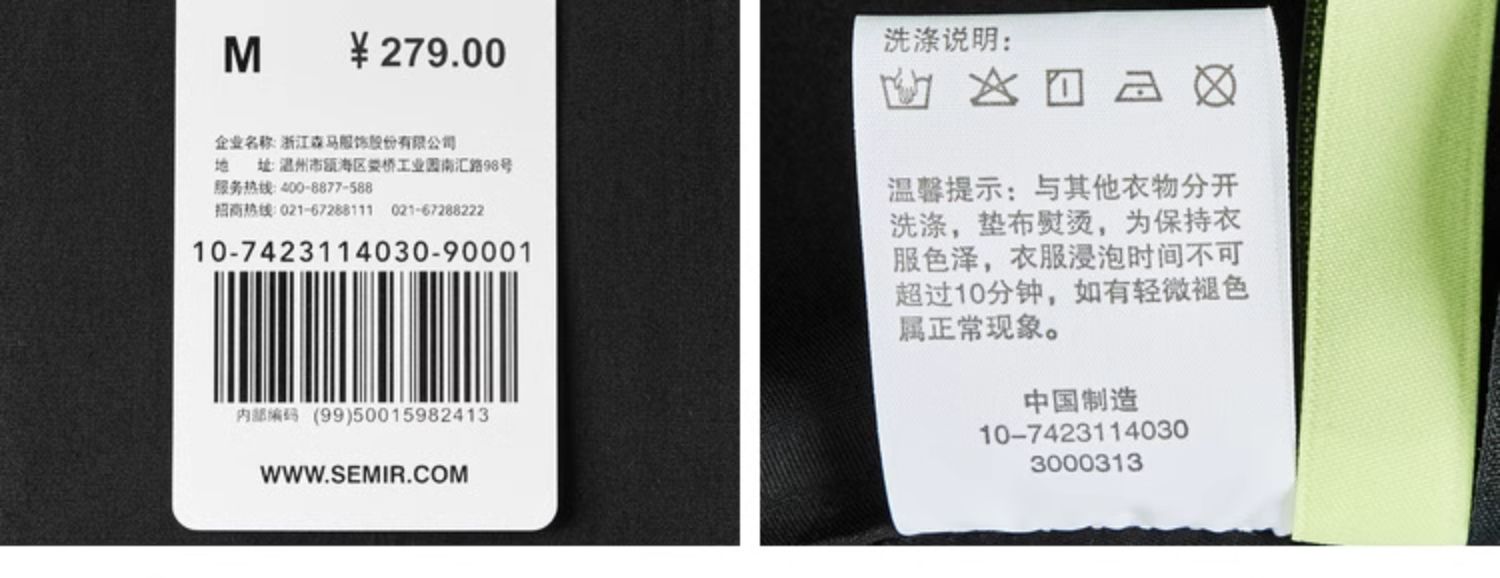 M ¥ 279.00
企业名称: 浙江森马服饰股份有限公司
地 址: 温州市瓯海区娄桥工业园南汇路98号
服务热线: 400-8877-588
招商热线: 021-67288111 021-67288222
10-7423114030-90001
内部编码 (99)50015982413
WWW.SEMIR.COM
洗涤说明:
温馨提示: 与其他衣物分开
洗涤, 垫布熨烫, 为保持衣
服色泽, 衣服浸泡时间不可
超过10分钟, 如有轻微褪色
属正常现象。
中国制造
10-7423114030
3000313